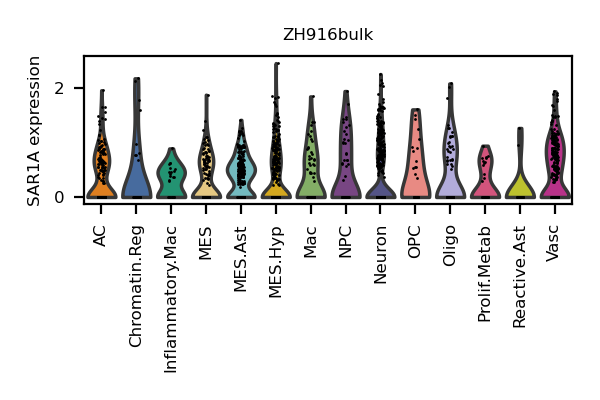 ZH916bulk
SAR1A expression
2
0
AC
Chromatin.Reg
Inflammatory.Mac
MES
MES.Ast
MES.Hyp
Mac
NPC
Neuron
OPC
Oligo
Prolif.Metab
Reactive.Ast
Vasc